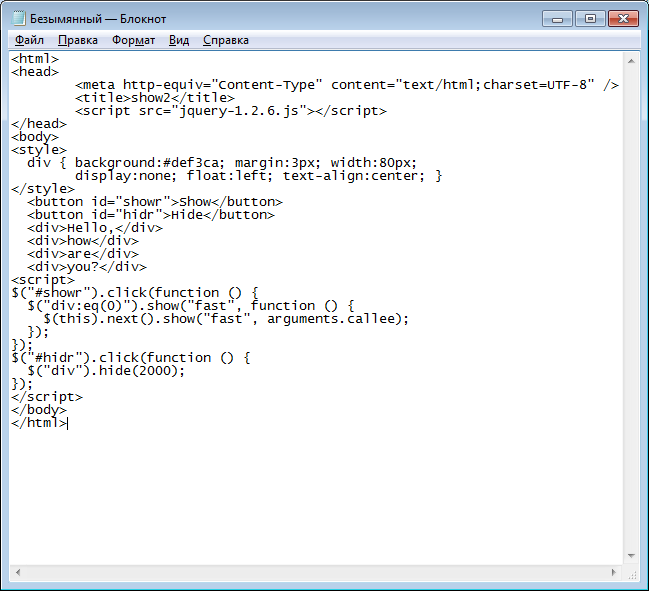 Безымянный — Блокнот
Файл Правка Формат Вид Справка
<html>
<head>
        <meta http-equiv="Content-Type" content="text/html;charset=UTF-8" />
        <title>show2</title>
        <script src="jquery-1.2.6.js"></script>
</head>
<body>
<style>
  div { background:#def3ca; margin:3px; width:80px;
        display:none; float:left; text-align:center; }
</style>
  <button id="showr">Show</button>
  <button id="hidr">Hide</button>
  <div>Hello,</div>
  <div>how</div>
  <div>are</div>
  <div>you?</div>
<script>
$("#showr").click(function () {
  $("div:eq(0)").show("fast", function () {
    $(this).next().show("fast", arguments.callee);
  });
});
$("#hidr").click(function () {
  $("div").hide(2000);
});
</script>
</body>
</html>